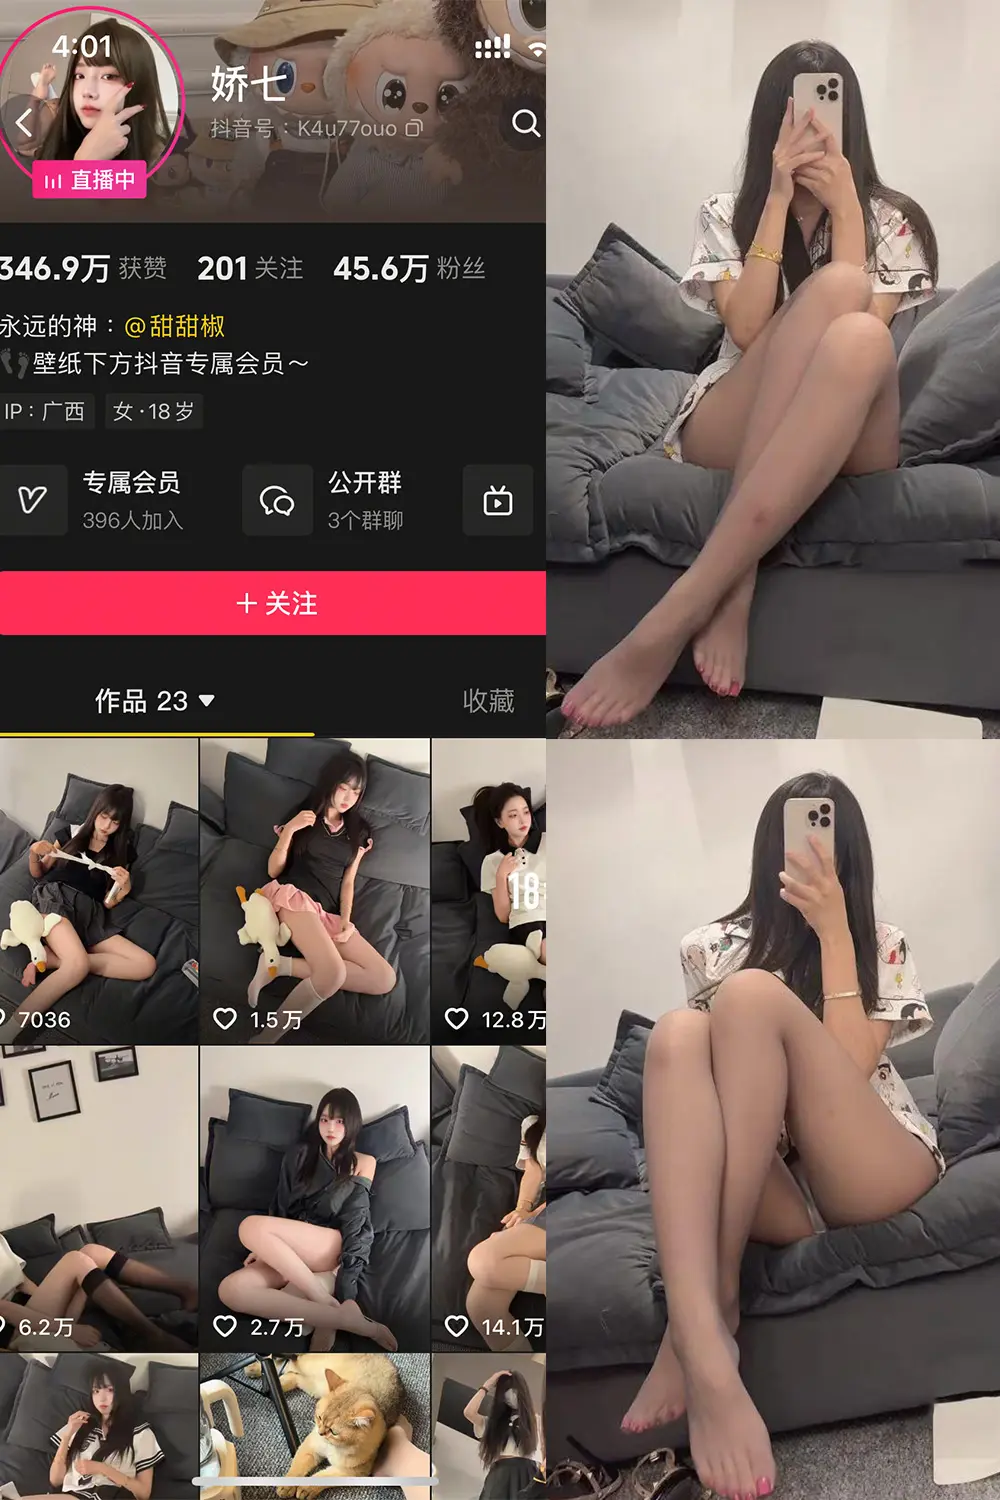 4:01
娇七
抖音号：K4u77ouo
直播中
346.9万 获赞 201 关注 45.6万 粉丝
永远的神：@甜甜椒
👣壁纸下方抖音专属会员～
IP：广西 女·18岁
专属会员
396人加入
公开群
3个群聊
+ 关注
作品 23 ▼ 收藏
18
7036
1.5万
12.8万
6.2万
2.7万
14.1万